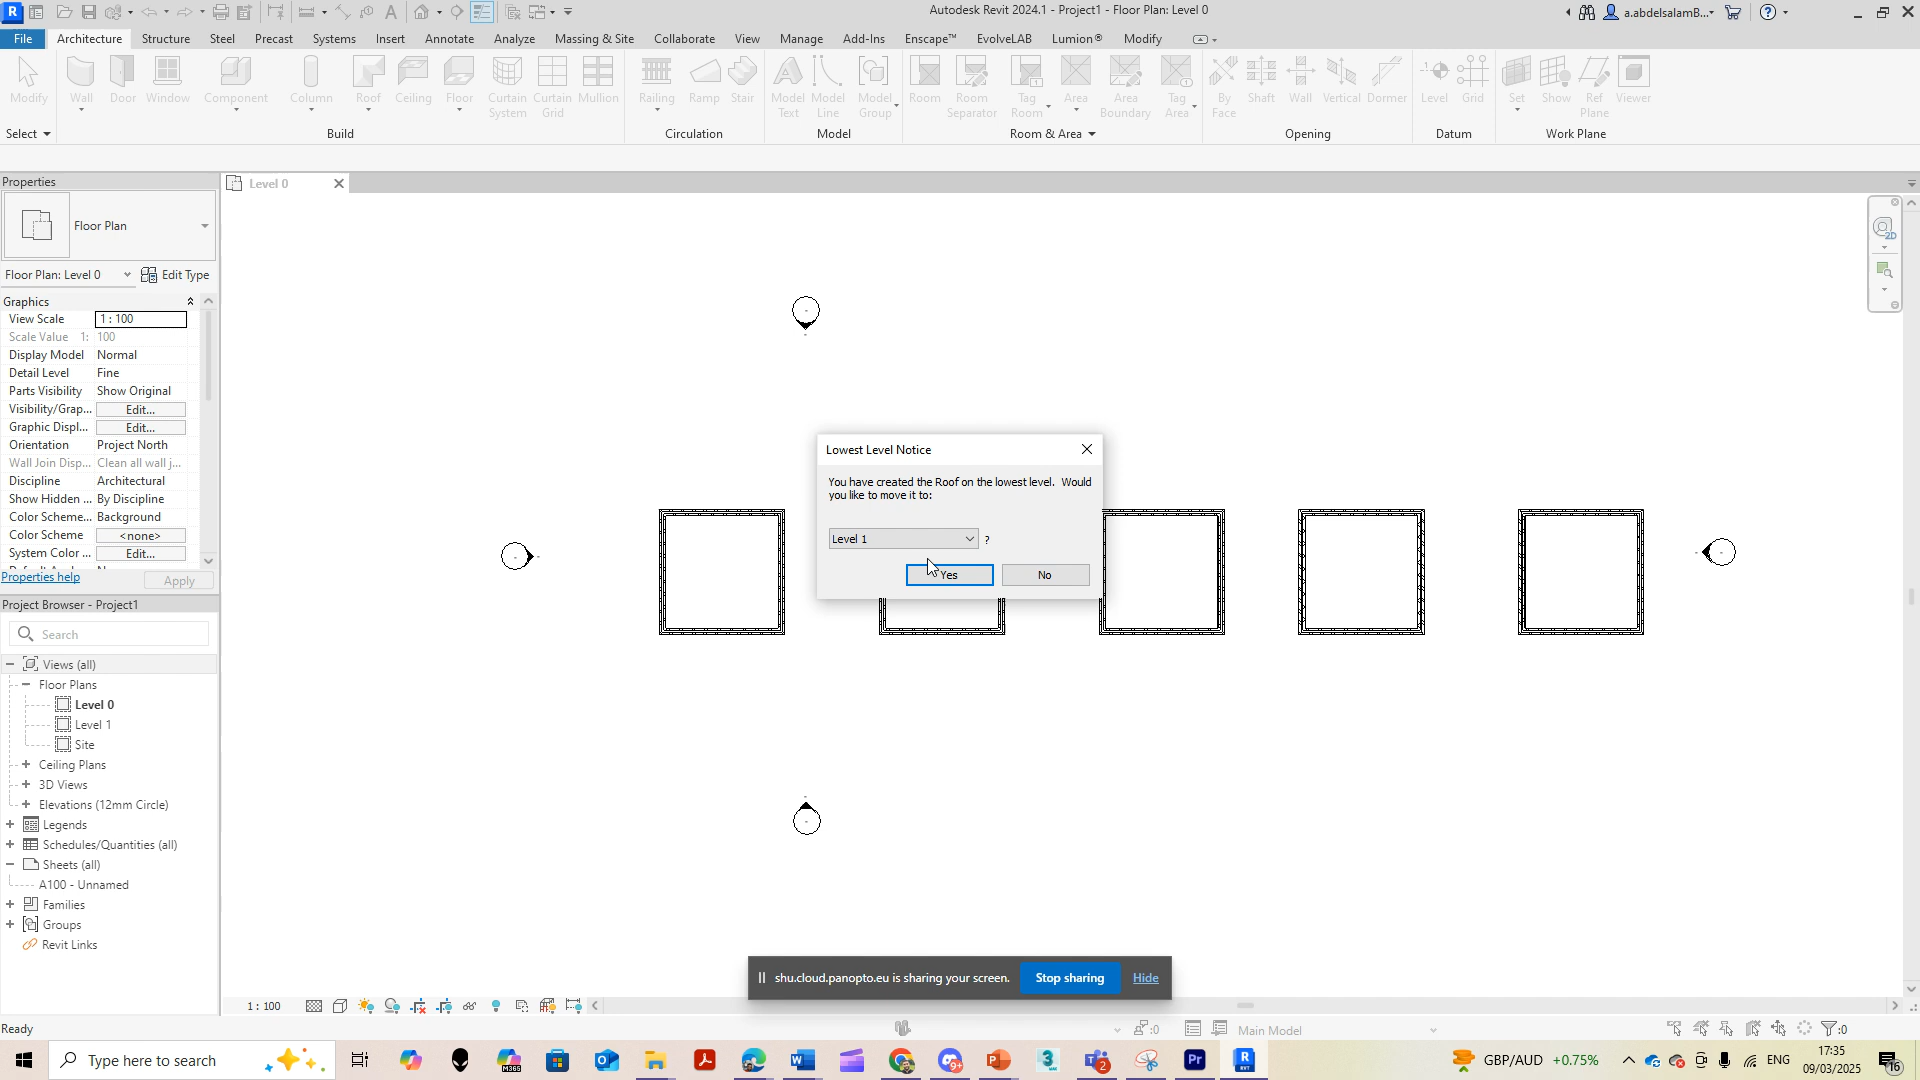 Autodesk Revit 2024.1 - Project1 - Floor Plan: Level 0
a.abdelsalamB...
File Architecture Structure Steel Precast Systems Insert Annotate Analyze Massing & Site Collaborate View Manage Add-Ins Enscape™ EvolveLAB Lumion® Modify
Modify
Wall
Door
Window
Component
Column
Roof
Ceiling
Floor
Curtain System
Curtain Grid
Mullion
Railing
Ramp
Stair
Model Text
Model Line
Model Group
Room
Room Separator
Tag Room
Area
Area Boundary
Tag Area
By Face
Shaft
Wall
Vertical
Dormer
Level
Grid
Set
Show
Ref Plane
Viewer
Select Build Circulation Model Room & Area Opening Datum Work Plane
Properties
Level 0
Floor Plan
Floor Plan: Level 0 Edit Type
Graphics
View Scale 1 : 100
Scale Value 1: 100
Display Model Normal
Detail Level Fine
Parts Visibility Show Original
Visibility/Grap... Edit...
Graphic Displ... Edit...
Orientation Project North
Wall Join Disp... Clean all wall j...
Discipline Architectural
Show Hidden ... By Discipline
Color Scheme... Background
Color Scheme <none>
System Color ... Edit...
Properties help Apply
Project Browser - Project1
Search
Views (all)
Floor Plans
Level 0
Level 1
Site
Ceiling Plans
3D Views
Elevations (12mm Circle)
Legends
Schedules/Quantities (all)
Sheets (all)
A100 - Unnamed
Families
Groups
Revit Links
Lowest Level Notice
You have created the Roof on the lowest level. Would
you like to move it to:
Level 1 ?
Yes No
shu.cloud.panopto.eu is sharing your screen. Stop sharing Hide
1 : 100
Ready
:0
Main Model
:0
Type here to search
GBP/AUD +0.75%
ENG
17:35
09/03/2025
16